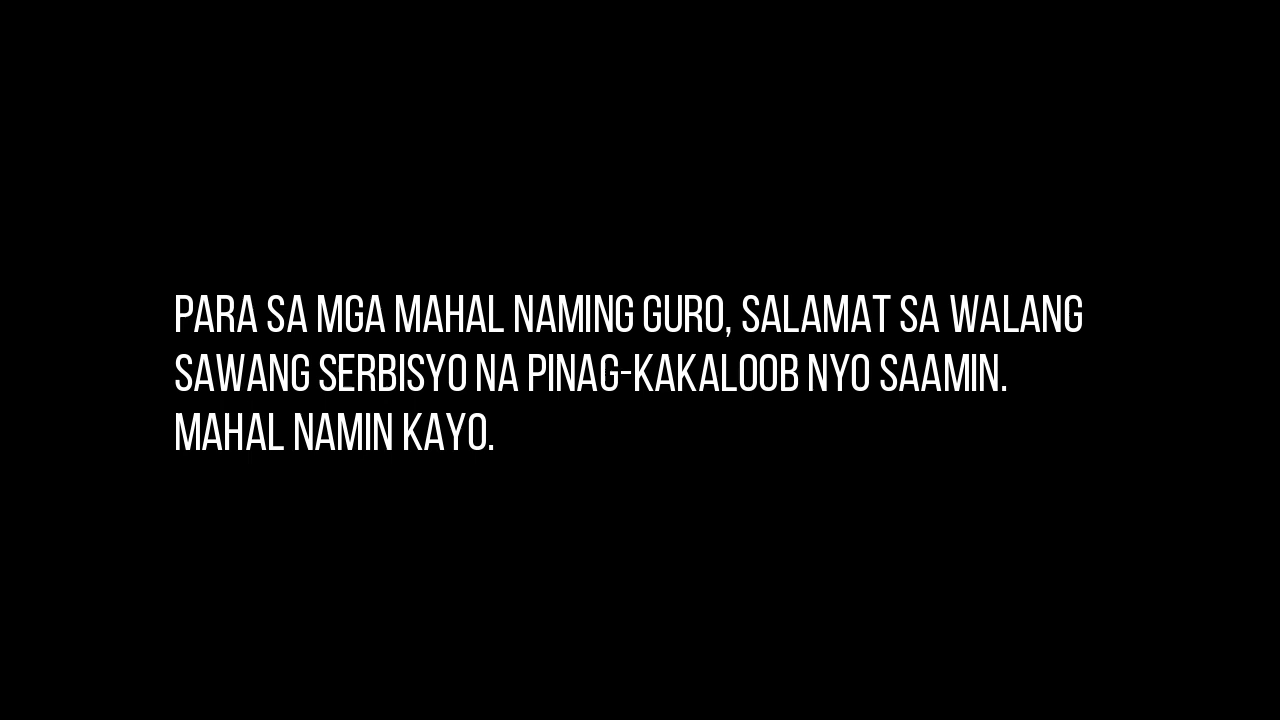 PARA SA MGA MAHAL NAMING GURO, SALAMAT SA WALANG
SAWANG SERBISYO NA PINAG-KAKALOOB NYO SAAMIN.
MAHAL NAMIN KAYO.